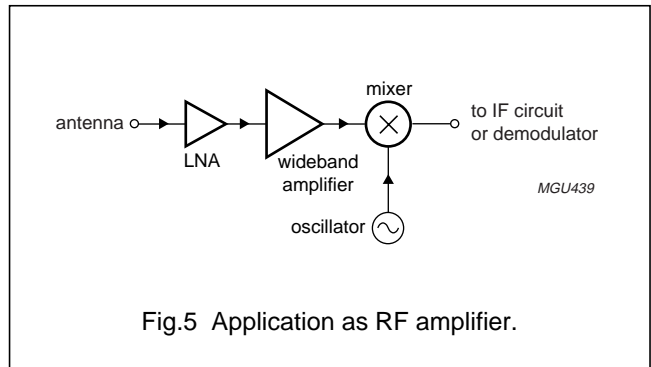 mixer
antenna
to IF circuit
or demodulator
LNA
wideband
amplifier
MGU439
oscillator
Fig.5 Application as RF amplifier.